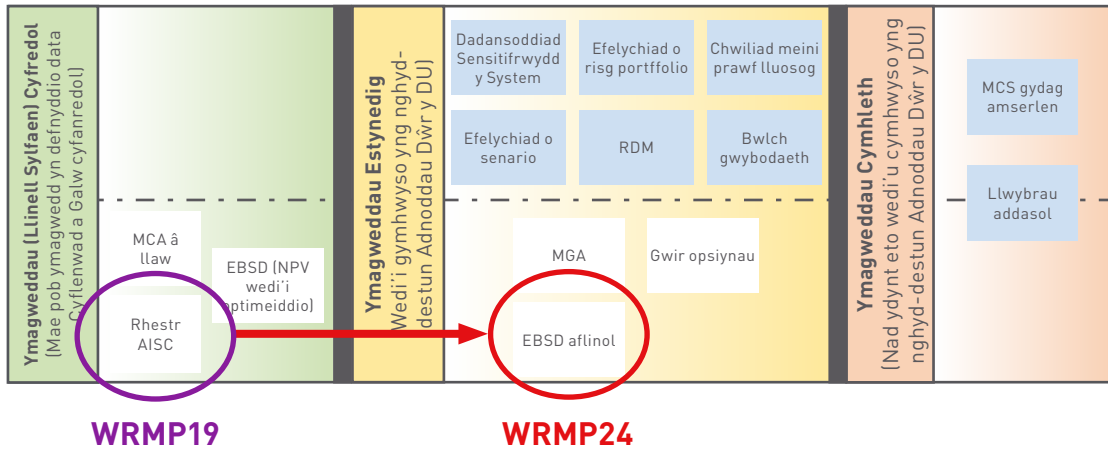 Ymagweddau (Llinell Sylfaen) Cyfredol
(Mae pob ymagwedd yn defnyddio data
Cyflenwad a Galw cyfanredol)
MCA â
llaw
EBSD (NPV
wedi'i
optimeiddio)
Rhestr
AISC
Ymagweddau Estynedig
Wedi'i gymhwyso yng nghyd-
destun Adnoddau Dŵr y DU)
Dadansoddiad
Sensitifrwydd
y System
Efelychiad o
risg portffolio
Chwiliad meini
prawf lluosog
Efelychiad o
senario
RDM
Bwlch
gwybodaeth
MGA
Gwir opsiynau
EBSD aflinol
Ymagweddau Cymhleth
(Nad ydynt eto wedi'u cymhwyso yng
nghyd-destun Adnoddau Dŵr y DU)
MCS gydag
amserlen
Llwybrau
addasol
WRMP19
WRMP24